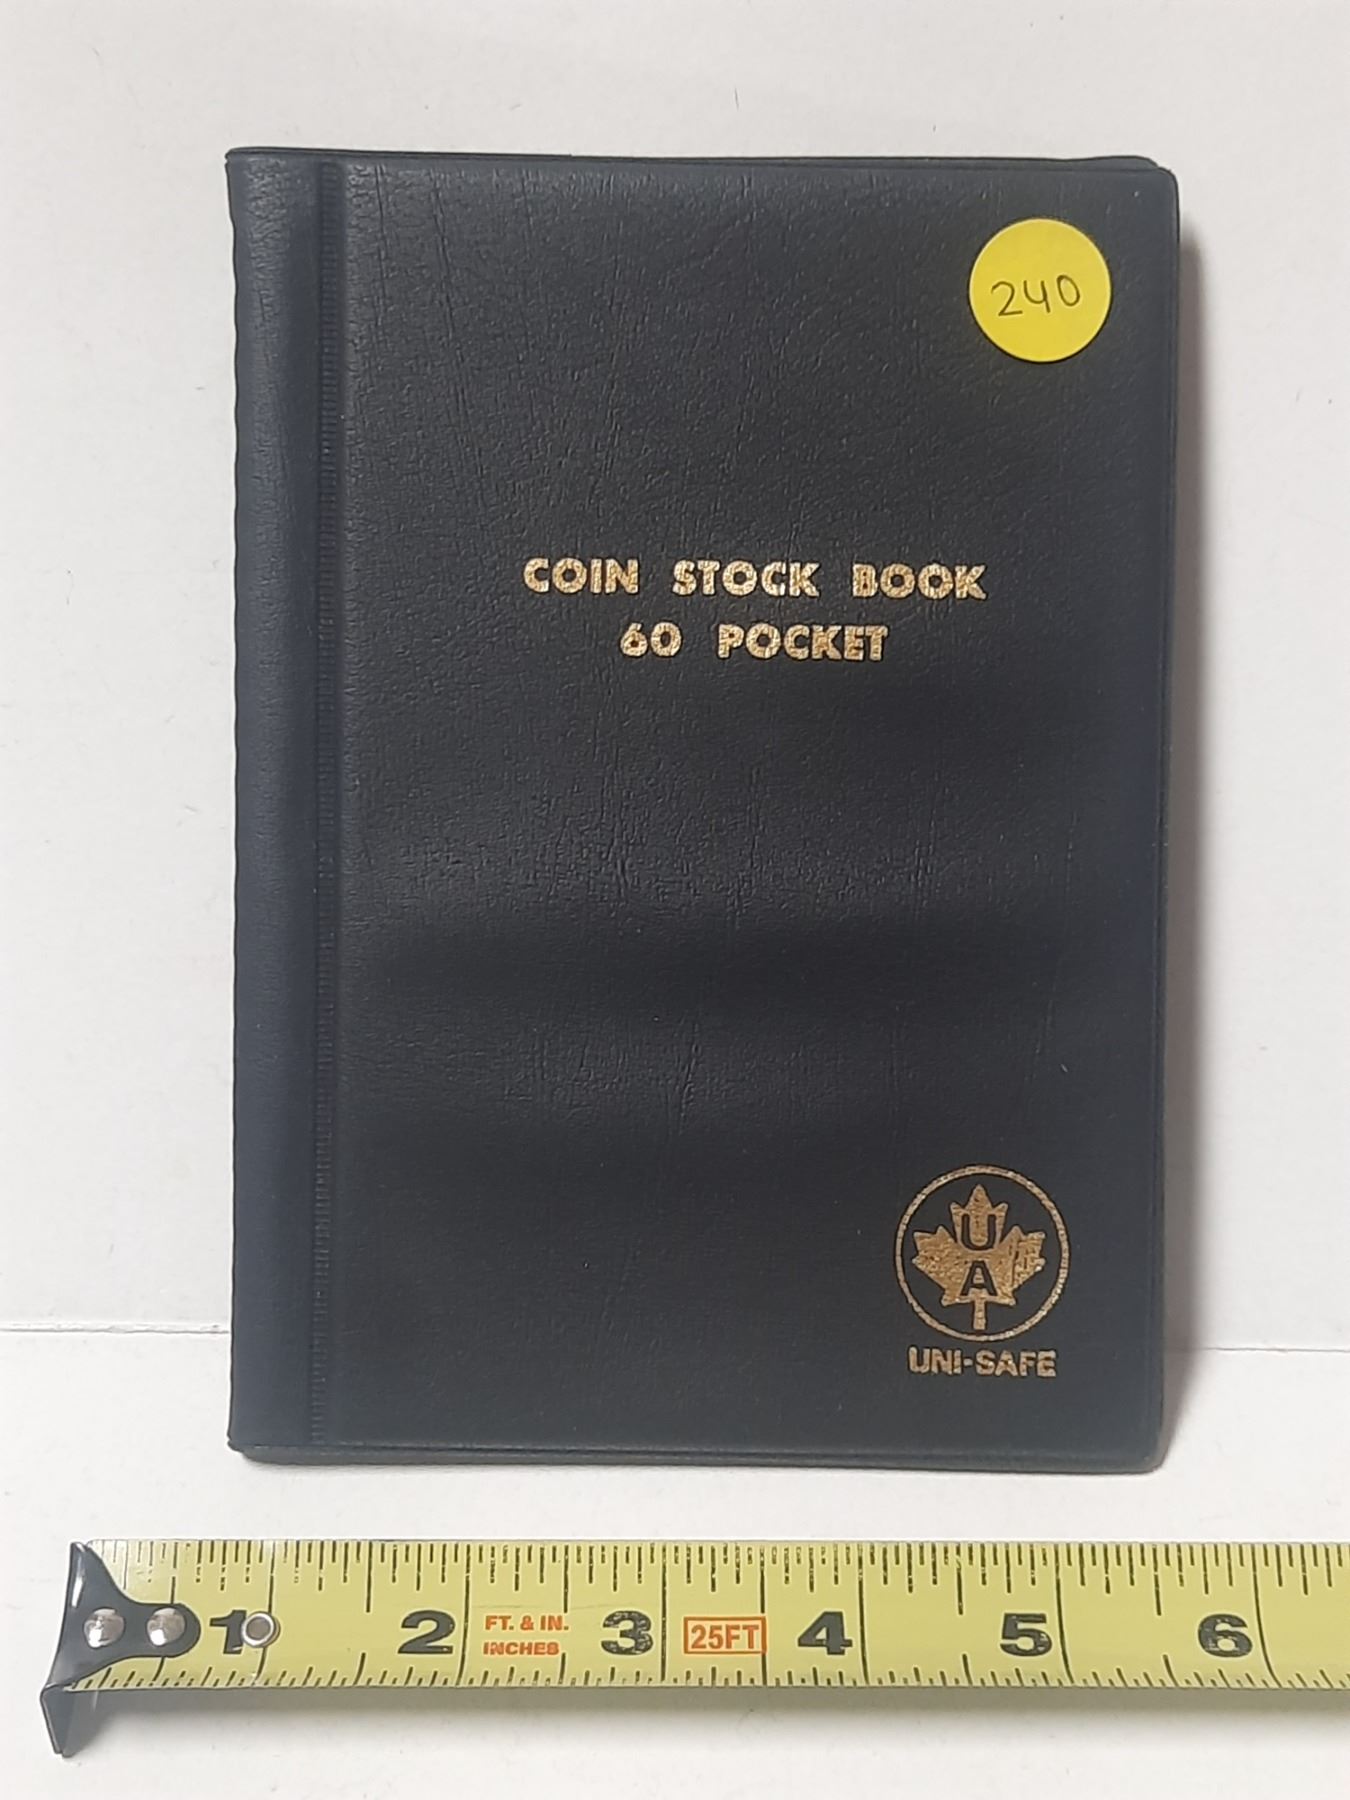 240
COIN STOCK BOOK
60 POCKET
U
A
UNI-SAFE
1 2 FT. & IN. INCHES 3 25FT 4 5 6